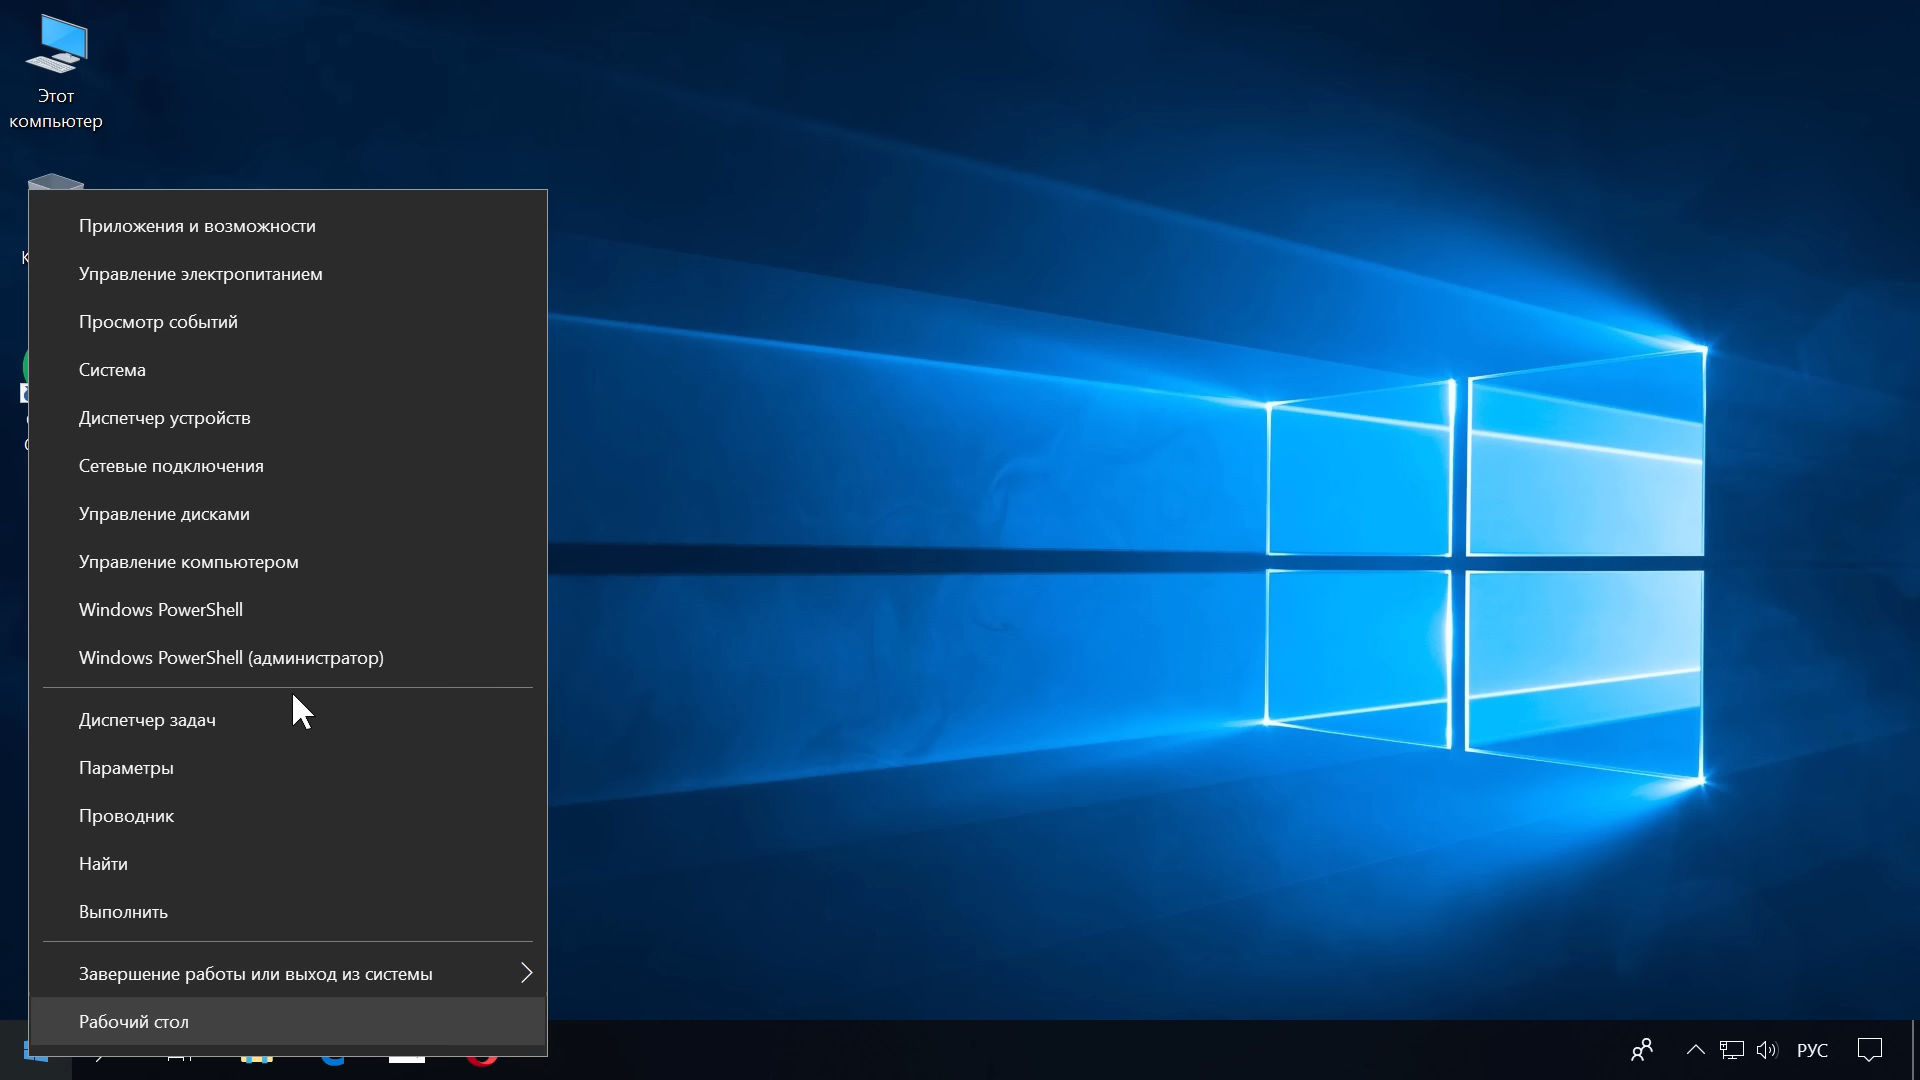 Этот
компьютер
Приложения и возможности
Управление электропитанием
Просмотр событий
Система
Диспетчер устройств
Сетевые подключения
Управление дисками
Управление компьютером
Windows PowerShell
Windows PowerShell (администратор)
Диспетчер задач
Параметры
Проводник
Найти
Выполнить
Завершение работы или выход из системы
Рабочий стол
РУС